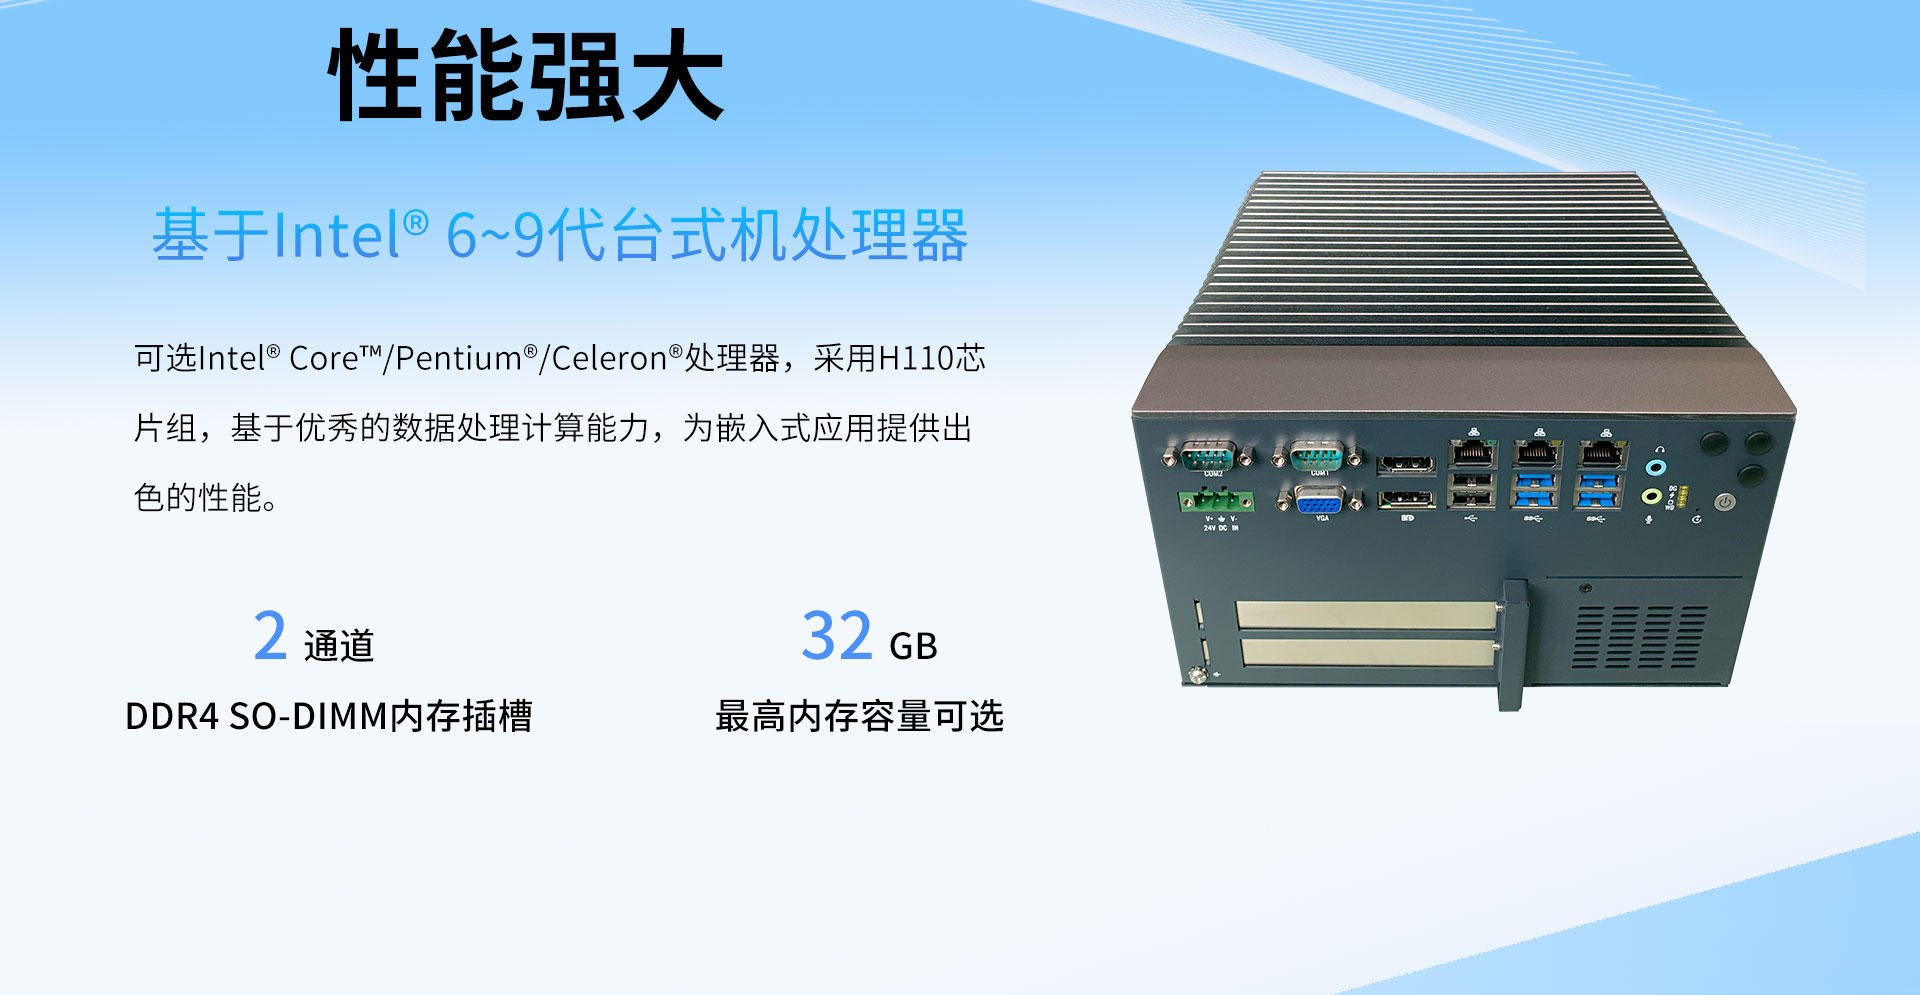 性能强大
基于Intel® 6~9代台式机处理器
可选Intel® Core™/Pentium®/Celeron®处理器，采用H110芯
片组，基于优秀的数据处理计算能力，为嵌入式应用提供出
色的性能。
2 通道
DDR4 SO-DIMM内存插槽
32 GB
最高内存容量可选
COM2
COM1
V+ V-
24V DC IN
VGA